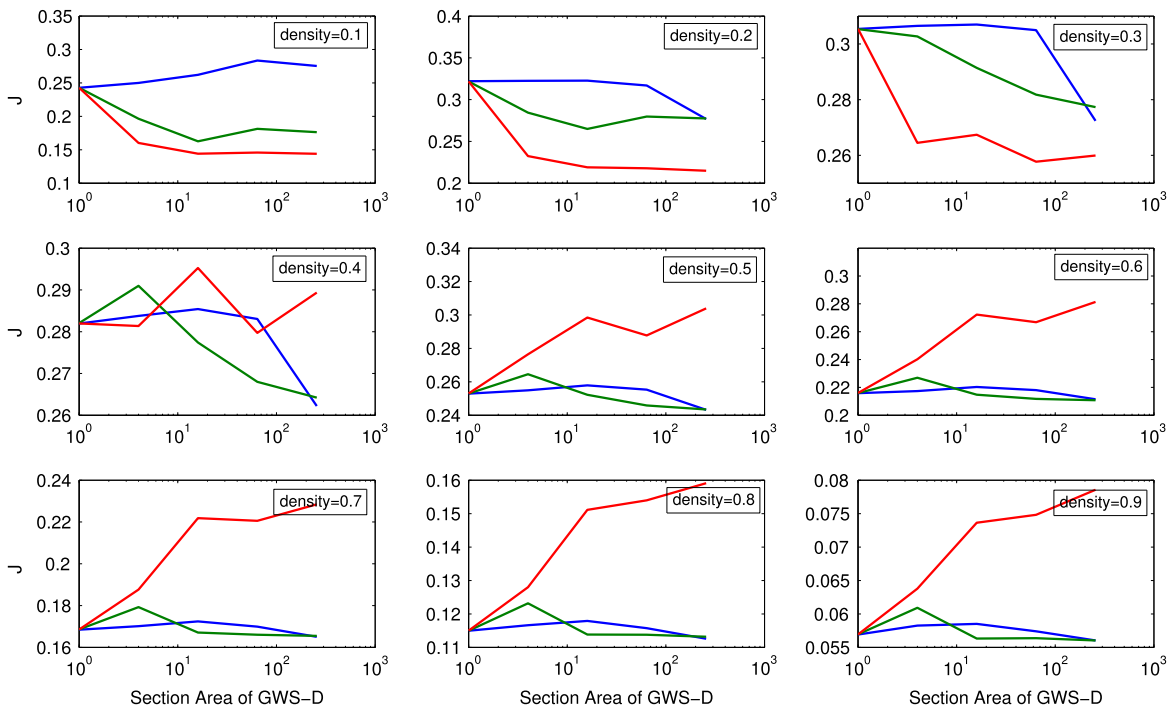 0.35
0.3
0.25
0.2
0.15
0.1
J
density=0.1
10^0 10^1 10^2 10^3
0.4
0.35
0.3
0.25
0.2
density=0.2
10^0 10^1 10^2 10^3
0.3
0.28
0.26
density=0.3
10^0 10^1 10^2 10^3
0.3
0.29
0.28
0.27
0.26
J
density=0.4
10^0 10^1 10^2 10^3
0.34
0.32
0.3
0.28
0.26
0.24
density=0.5
10^0 10^1 10^2 10^3
0.3
0.28
0.26
0.24
0.22
0.2
density=0.6
10^0 10^1 10^2 10^3
0.24
0.22
0.2
0.18
0.16
J
density=0.7
10^0 10^1 10^2 10^3
Section Area of GWS−D
0.16
0.15
0.14
0.13
0.12
0.11
density=0.8
10^0 10^1 10^2 10^3
Section Area of GWS−D
0.08
0.075
0.07
0.065
0.06
0.055
density=0.9
10^0 10^1 10^2 10^3
Section Area of GWS−D